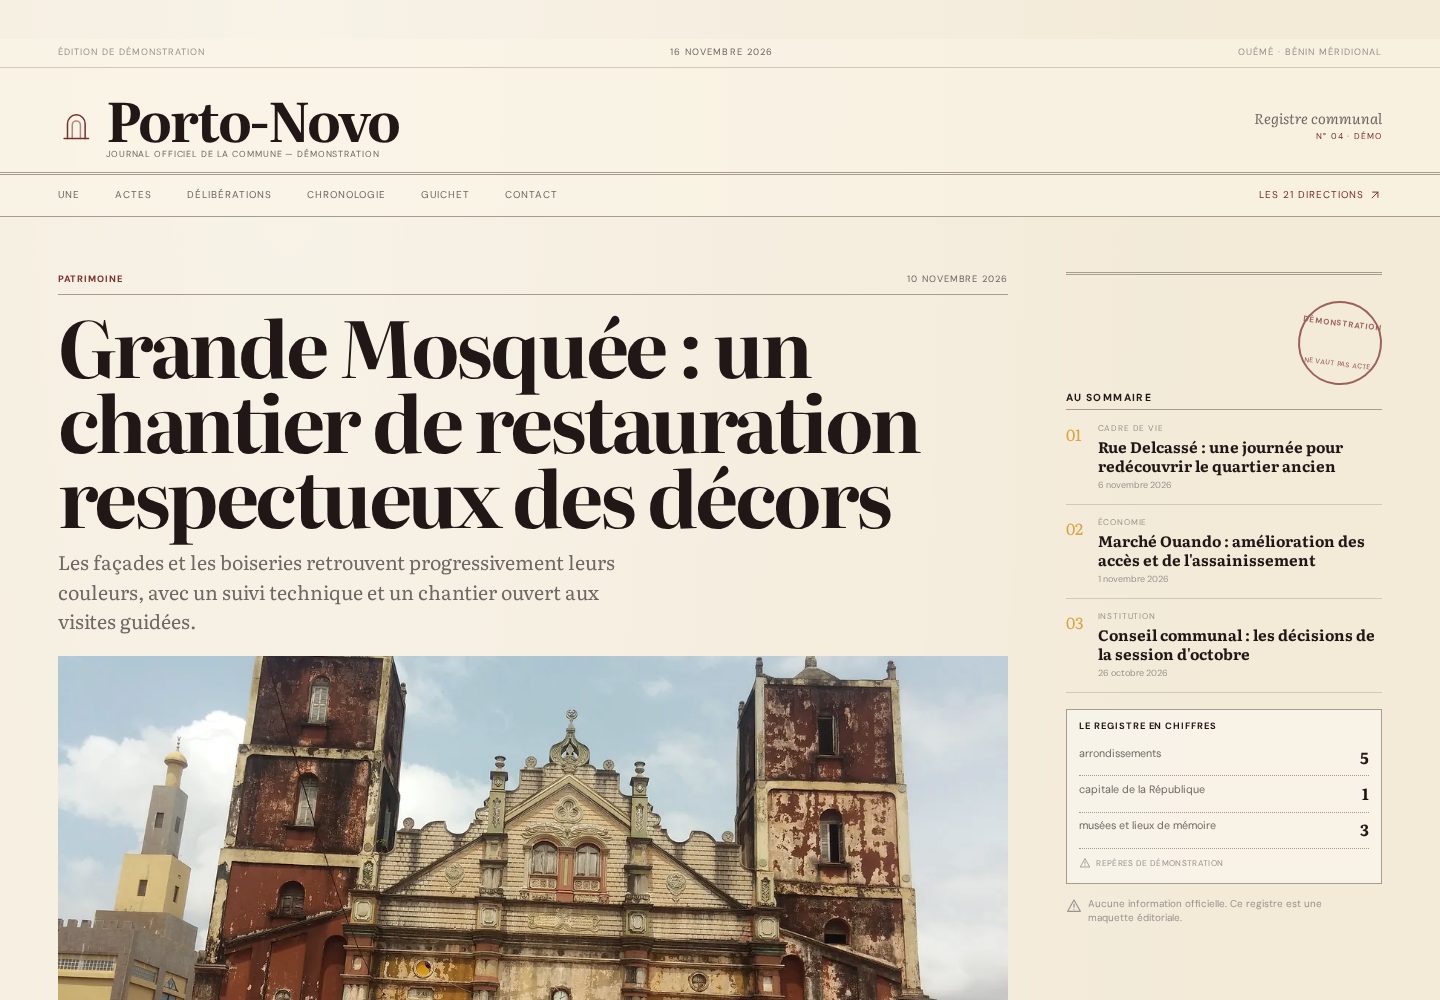 ÉDITION DE DÉMONSTRATION
16 NOVEMBRE 2026
OUÉMÉ · BÉNIN MÉRIDIONAL
Porto-Novo
JOURNAL OFFICIEL DE LA COMMUNE — DÉMONSTRATION
Registre communal
N° 04 · DÉMO
UNE
ACTES
DÉLIBÉRATIONS
CHRONOLOGIE
GUICHET
CONTACT
LES 21 DIRECTIONS
PATRIMOINE
10 NOVEMBRE 2026
Grande Mosquée : un
chantier de restauration
respectueux des décors
Les façades et les boiseries retrouvent progressivement leurs
couleurs, avec un suivi technique et un chantier ouvert aux
visites guidées.
DÉMONSTRATION
NE VAUT PAS ACTE
AU SOMMAIRE
01
CADRE DE VIE
Rue Delcassé : une journée pour
redécouvrir le quartier ancien
6 novembre 2026
02
ÉCONOMIE
Marché Ouando : amélioration des
accès et de l'assainissement
1 novembre 2026
03
INSTITUTION
Conseil communal : les décisions de
la session d'octobre
26 octobre 2026
LE REGISTRE EN CHIFFRES
arrondissements 5
capitale de la République 1
musées et lieux de mémoire 3
REPÈRES DE DÉMONSTRATION
Aucune information officielle. Ce registre est une
maquette éditoriale.